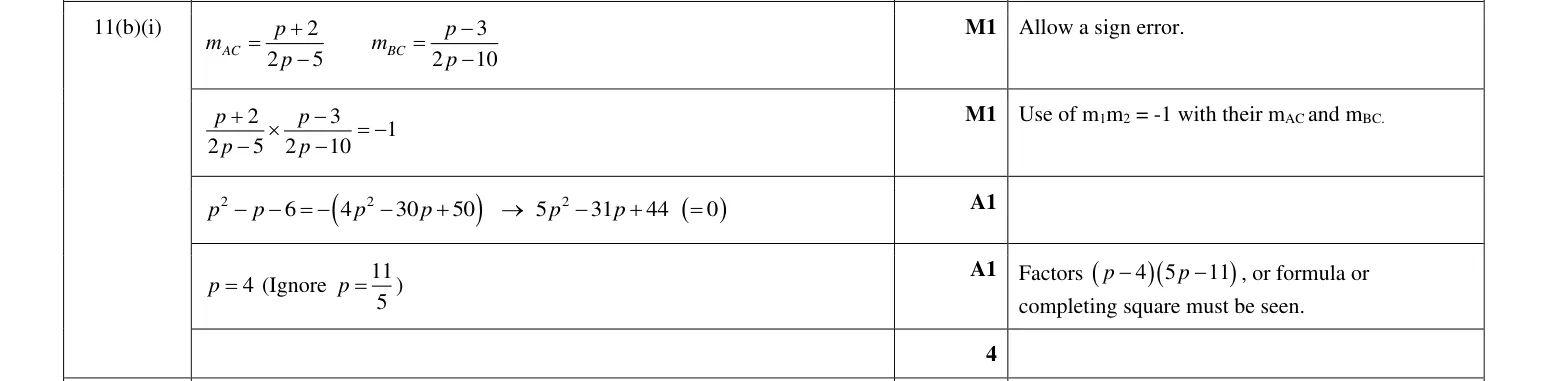 11(b)(i)
m_AC = (p + 2)/(2p − 5)    m_BC = (p − 3)/(2p − 10)
M1
Allow a sign error.
(p + 2)/(2p − 5) × (p − 3)/(2p − 10) = −1
M1
Use of m₁m₂ = -1 with their m_AC and m_BC.
p² − p − 6 = −(4p² − 30p + 50) → 5p² − 31p + 44 (= 0)
A1
p = 4 (Ignore p = 11/5)
A1
Factors (p − 4)(5p − 11), or formula or
completing square must be seen.
4